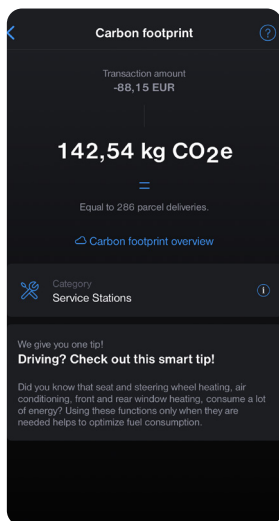 Carbon footprint
?
Transaction amount
-88,15 EUR
142,54 kg CO2e
=
Equal to 286 parcel deliveries.
Carbon footprint overview
Category
Service Stations
i
We give you one tip!
Driving? Check out this smart tip!
Did you know that seat and steering wheel heating, air
conditioning, front and rear window heating, consume a lot
of energy? Using these functions only when they are
needed helps to optimize fuel consumption.